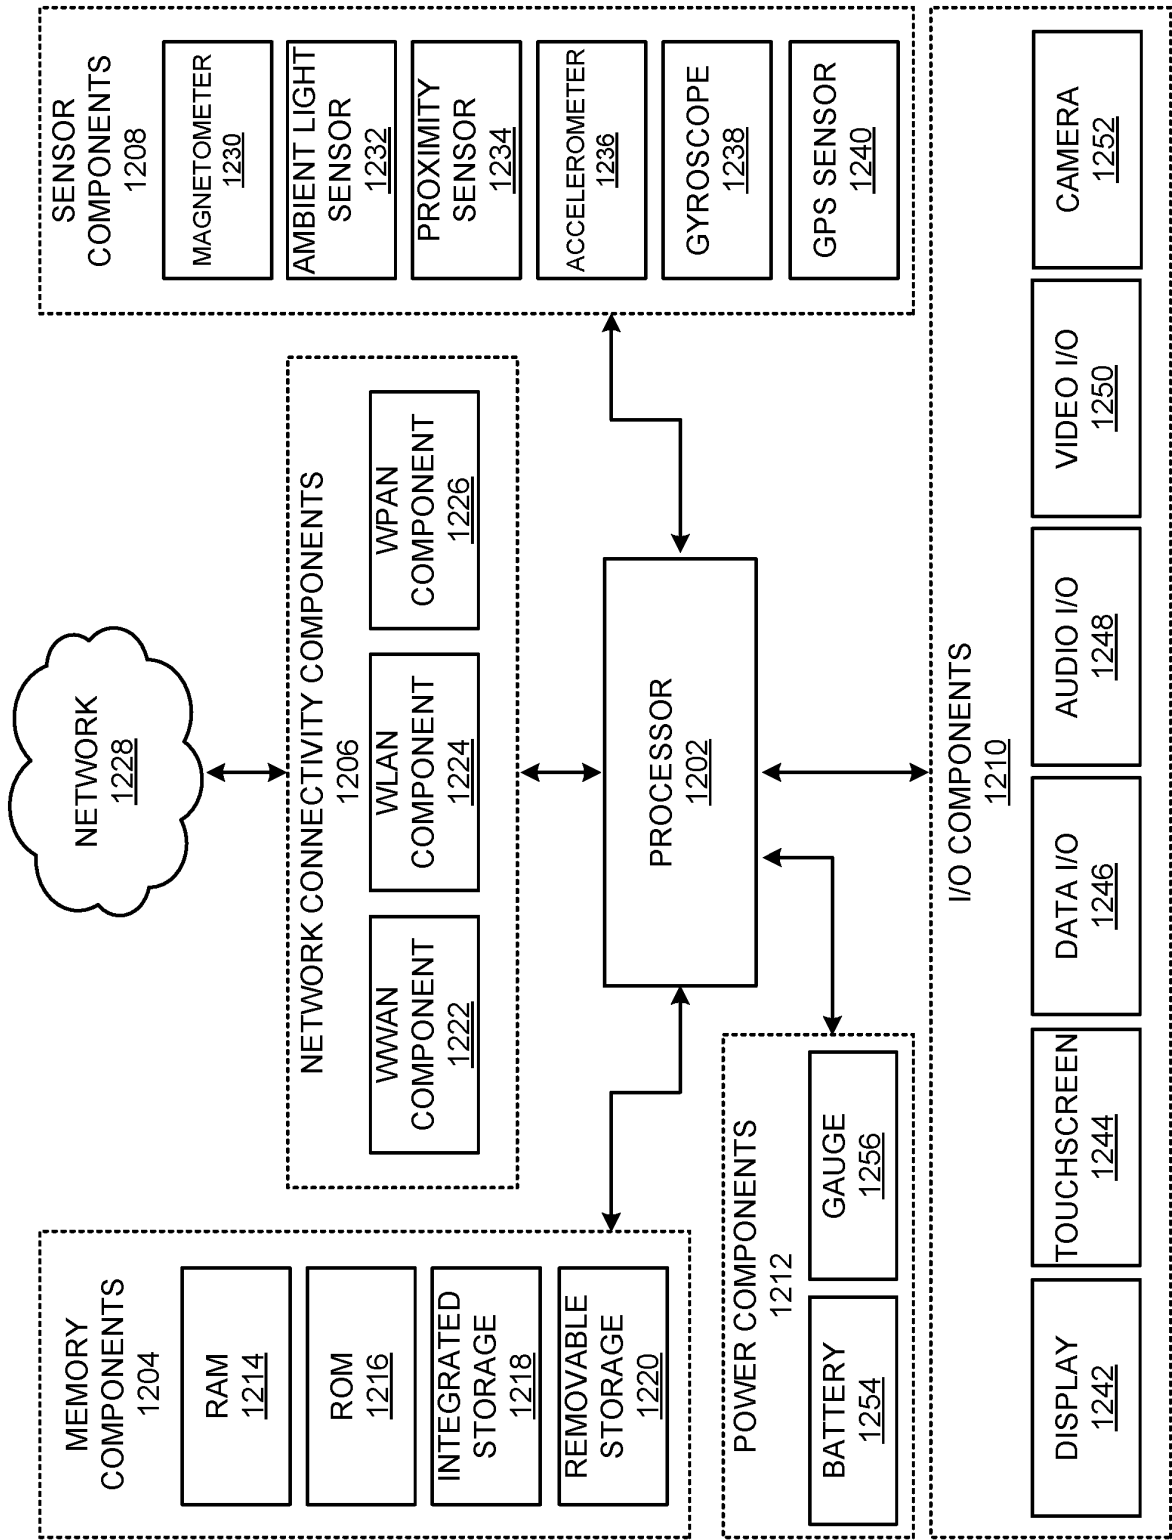 NETWORK
1228
MEMORY
COMPONENTS
1204
RAM
1214
ROM
1216
INTEGRATED
STORAGE
1218
REMOVABLE
STORAGE
1220
NETWORK CONNECTIVITY COMPONENTS
1206
WWAN
COMPONENT
1222
WLAN
COMPONENT
1224
WPAN
COMPONENT
1226
SENSOR
COMPONENTS
1208
MAGNETOMETER
1230
AMBIENT LIGHT
SENSOR
1232
PROXIMITY
SENSOR
1234
ACCELEROMETER
1236
GYROSCOPE
1238
GPS SENSOR
1240
PROCESSOR
1202
POWER COMPONENTS
1212
BATTERY
1254
GAUGE
1256
I/O COMPONENTS
1210
DISPLAY
1242
TOUCHSCREEN
1244
DATA I/O
1246
AUDIO I/O
1248
VIDEO I/O
1250
CAMERA
1252